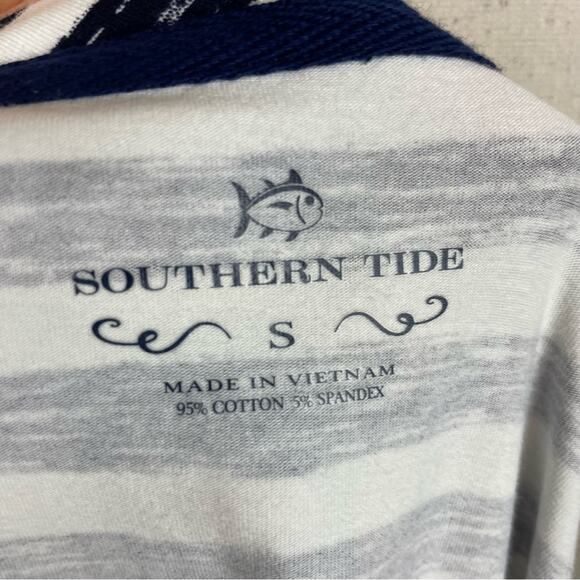 SOUTHERN TIDE
S
MADE IN VIETNAM
95% COTTON 5% SPANDEX